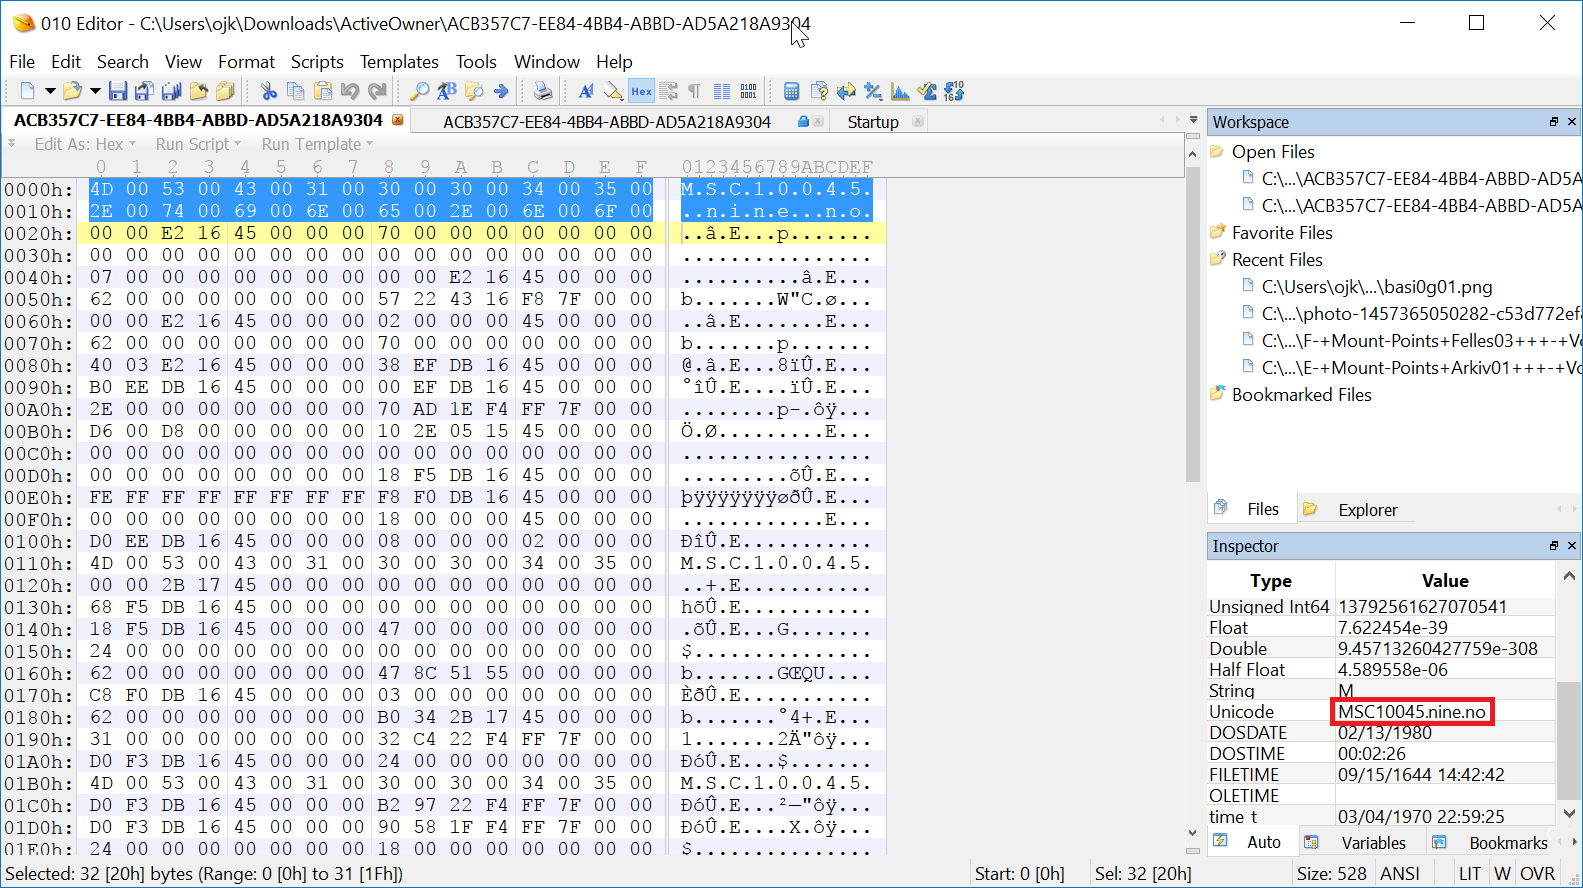 010 Editor - C:\Users\ojk\Downloads\ActiveOwner\ACB357C7-EE84-4BB4-ABBD-AD5A218A9304
File Edit Search View Format Scripts Templates Tools Window Help
Hex
ACB357C7-EE84-4BB4-ABBD-AD5A218A9304 ACB357C7-EE84-4BB4-ABBD-AD5A218A9304 Startup
Edit As: Hex Run Script Run Template
0 1 2 3 4 5 6 7 8 9 A B C D E F 0123456789ABCDEF
0000h: 4D 00 53 00 43 00 31 00 30 00 30 00 34 00 35 00 M.S.C.1.0.0.4.5.
0010h: 2E 00 74 00 69 00 6E 00 65 00 2E 00 6E 00 6F 00 ..n.i.n.e...n.o.
0020h: 00 00 E2 16 45 00 00 00 70 00 00 00 00 00 00 00 ..â.E...p.......
0030h: 00 00 00 00 00 00 00 00 00 00 00 00 00 00 00 00 ................
0040h: 07 00 00 00 00 00 00 00 00 00 E2 16 45 00 00 00 ..........â.E...
0050h: 62 00 00 00 00 00 00 00 57 22 43 16 F8 7F 00 00 b.......W"C.ø...
0060h: 00 00 E2 16 45 00 00 00 02 00 00 00 45 00 00 00 ..â.E.......E...
0070h: 62 00 00 00 00 00 00 00 70 00 00 00 00 00 00 00 b.......p.......
0080h: 40 03 E2 16 45 00 00 00 38 EF DB 16 45 00 00 00 @.â.E...8ïÛ.E...
0090h: B0 EE DB 16 45 00 00 00 00 EF DB 16 45 00 00 00 °îÛ.E....ïÛ.E...
00A0h: 2E 00 00 00 00 00 00 00 70 AD 1E F4 FF 7F 00 00 ........p-.ôÿ...
00B0h: D6 00 D8 00 00 00 00 00 10 2E 05 15 45 00 00 00 Ö.Ø.........E...
00C0h: 00 00 00 00 00 00 00 00 00 00 00 00 00 00 00 00 ................
00D0h: 00 00 00 00 00 00 00 00 18 F5 DB 16 45 00 00 00 .........õÛ.E...
00E0h: FE FF FF FF FF FF FF FF F8 F0 DB 16 45 00 00 00 þÿÿÿÿÿÿÿøðÛ.E...
00F0h: 00 00 00 00 00 00 00 00 18 00 00 00 45 00 00 00 ............E...
0100h: D0 EE DB 16 45 00 00 00 08 00 00 00 02 00 00 00 ÐîÛ.E...........
0110h: 4D 00 53 00 43 00 31 00 30 00 30 00 34 00 35 00 M.S.C.1.0.0.4.5.
0120h: 00 00 2B 17 45 00 00 00 00 00 00 00 00 00 00 00 ..+.E...........
0130h: 68 F5 DB 16 45 00 00 00 00 00 00 00 00 00 00 00 hõÛ.E...........
0140h: 18 F5 DB 16 45 00 00 00 47 00 00 00 00 00 00 00 .õÛ.E...G.......
0150h: 24 00 00 00 00 00 00 00 00 00 00 00 00 00 00 00 $...............
0160h: 62 00 00 00 00 00 00 00 47 8C 51 55 00 00 00 00 b.......GŒQU....
0170h: C8 F0 DB 16 45 00 00 00 03 00 00 00 00 00 00 00 ÈðÛ.E...........
0180h: 62 00 00 00 00 00 00 00 B0 34 2B 17 45 00 00 00 b.......°4+.E...
0190h: 31 00 00 00 00 00 00 00 32 C4 22 F4 FF 7F 00 00 1.......2Ä"ôÿ...
01A0h: D0 F3 DB 16 45 00 00 00 24 00 00 00 00 00 00 00 ÐóÛ.E...$.......
01B0h: 4D 00 53 00 43 00 31 00 30 00 30 00 34 00 35 00 M.S.C.1.0.0.4.5.
01C0h: D0 F3 DB 16 45 00 00 00 B2 97 22 F4 FF 7F 00 00 ÐóÛ.E...²—"ôÿ...
01D0h: D0 F3 DB 16 45 00 00 00 90 58 1F F4 FF 7F 00 00 ÐóÛ.E....X.ôÿ...
01E0h: 24 00 00 00 00 00 00 00 18 00 00 00 00 00 00 00 $...............
Workspace
Open Files
C:\...\ACB357C7-EE84-4BB4-ABBD-AD5A
C:\...\ACB357C7-EE84-4BB4-ABBD-AD5A
Favorite Files
Recent Files
C:\Users\ojk\...\basi0g01.png
C:\...\photo-1457365050282-c53d772ef
C:\...\F-+Mount-Points+Felles03+++-+Vo
C:\...\E-+Mount-Points+Arkiv01+++-+Vo
Bookmarked Files
Files Explorer
Inspector
Type Value
Unsigned Int64 13792561627070541
Float 7.622454e-39
Double 9.45713260427759e-308
Half Float 4.589558e-06
String M
Unicode MSC10045.nine.no
DOSDATE 02/13/1980
DOSTIME 00:02:26
FILETIME 09/15/1644 14:42:42
OLETIME
time_t 03/04/1970 22:59:25
Auto Variables Bookmarks
Selected: 32 [20h] bytes (Range: 0 [0h] to 31 [1Fh]) Start: 0 [0h] Sel: 32 [20h] Size: 528 ANSI LIT W OVR